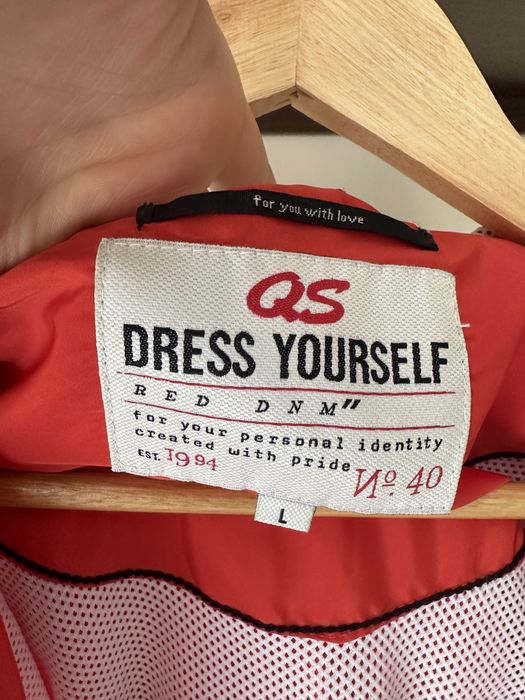 for you with love
QS
DRESS YOURSELF
RED DNM"
for your personal identity
created with pride
EST. 1994
Nº 40
L